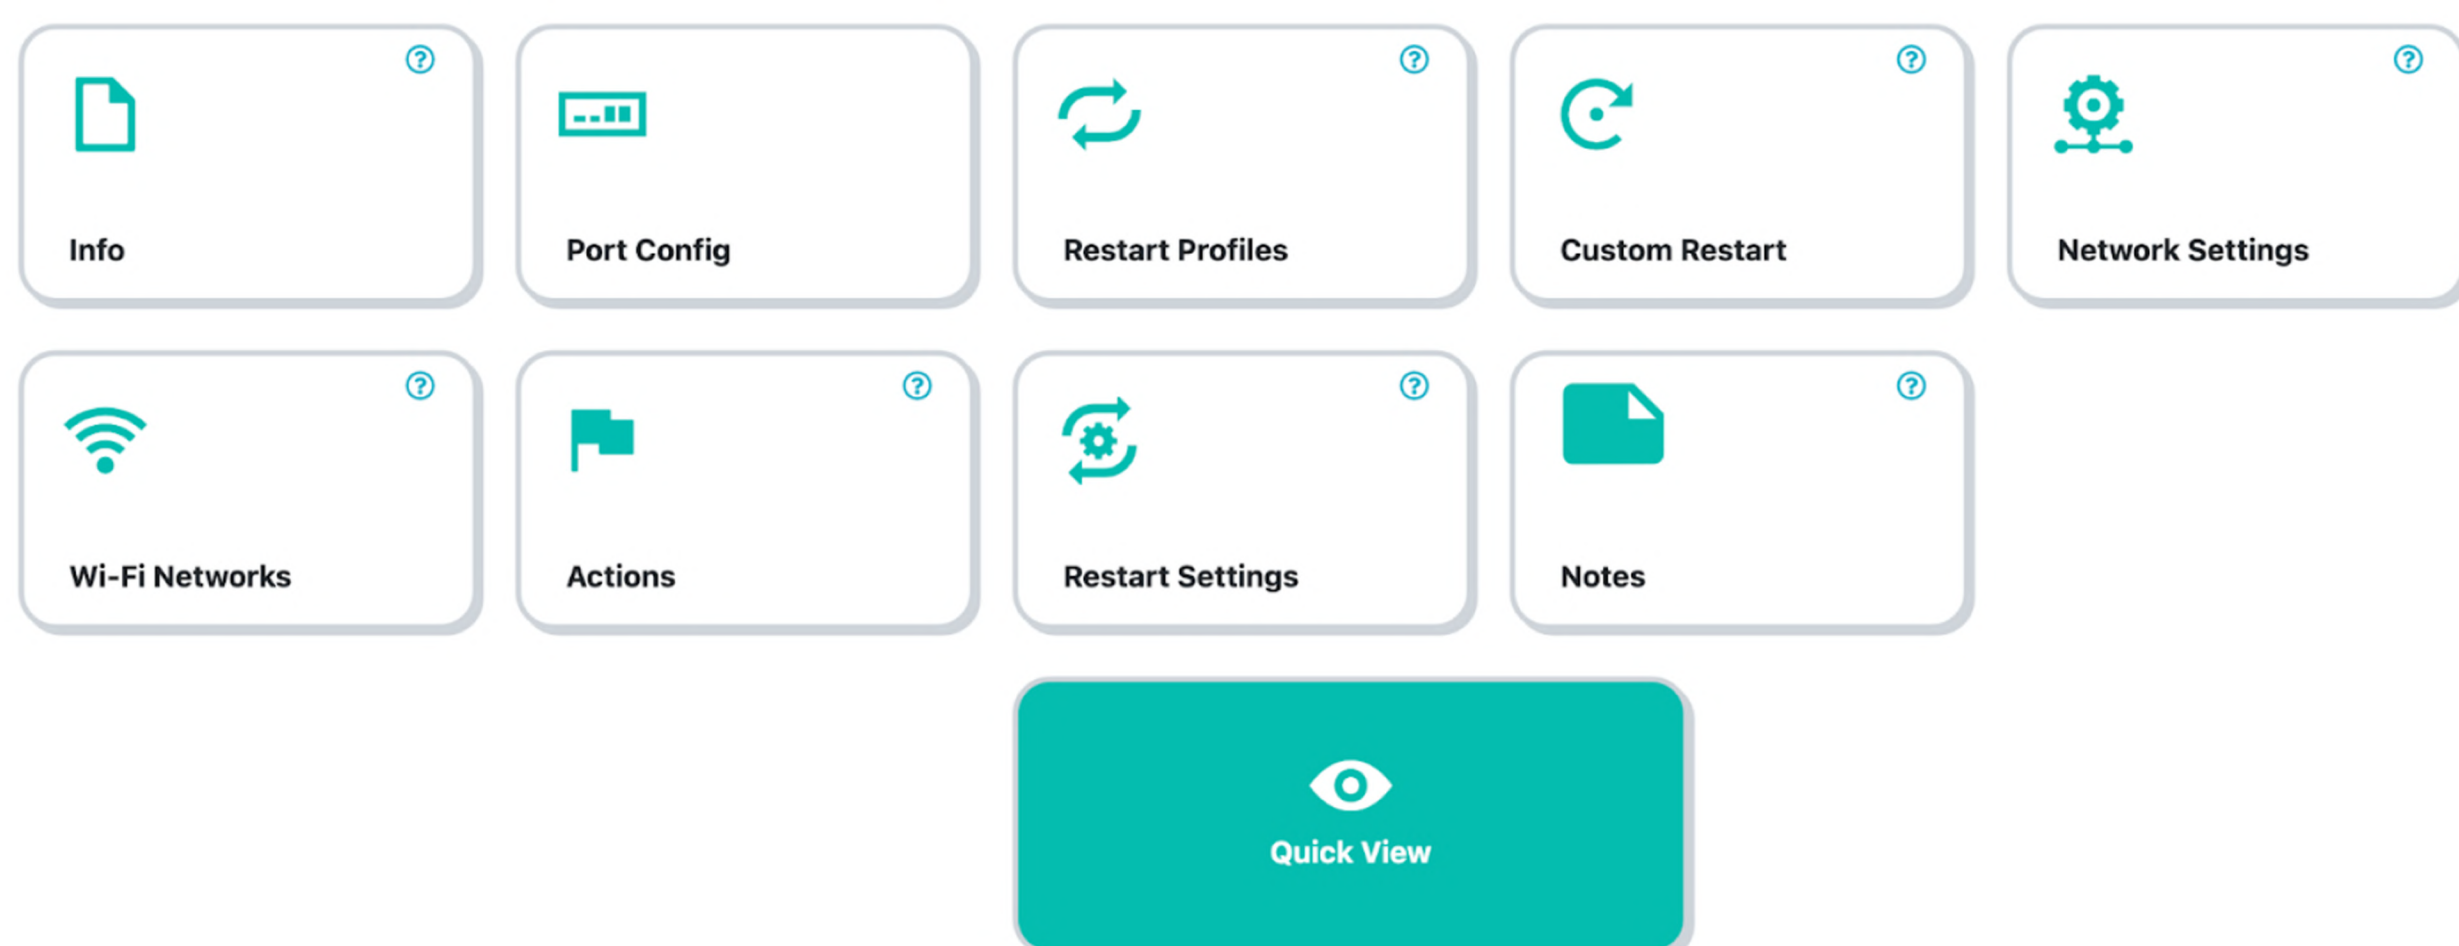 Info
Port Config
Restart Profiles
Custom Restart
Network Settings
Wi-Fi Networks
Actions
Restart Settings
Notes
Quick View